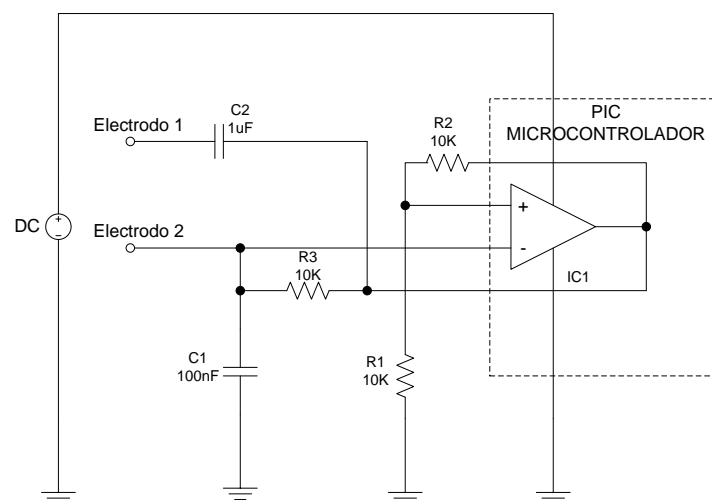 C2
1uF
Electrodo 1
PIC
MICROCONTROLADOR
R2
10K
DC
+
-
Electrodo 2
+
-
R3
10K
IC1
C1
100nF
R1
10K